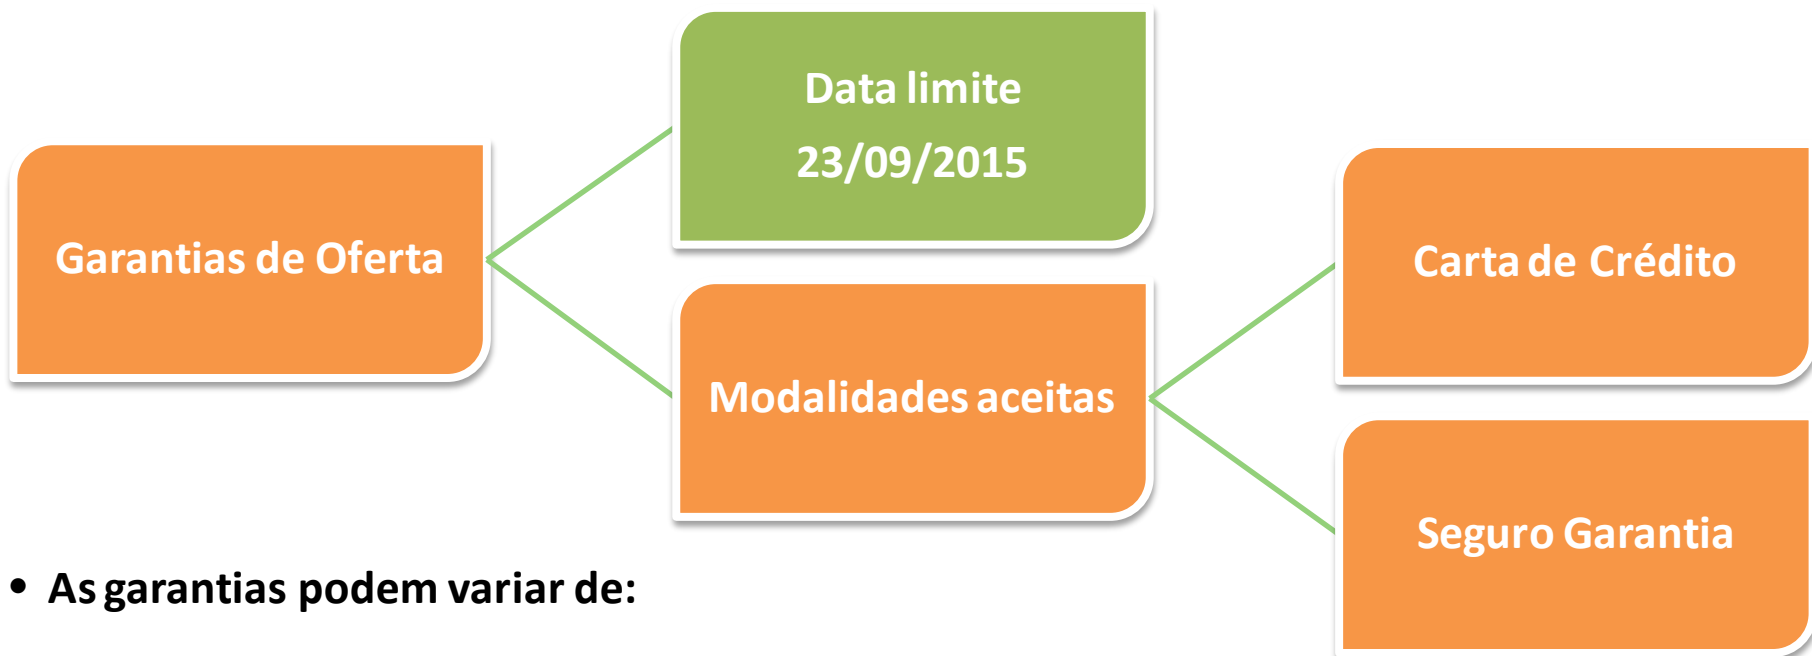 Garantias de Oferta
Data limite
23/09/2015
Modalidades aceitas
Carta de Crédito
Seguro Garantia
• As garantias podem variar de: